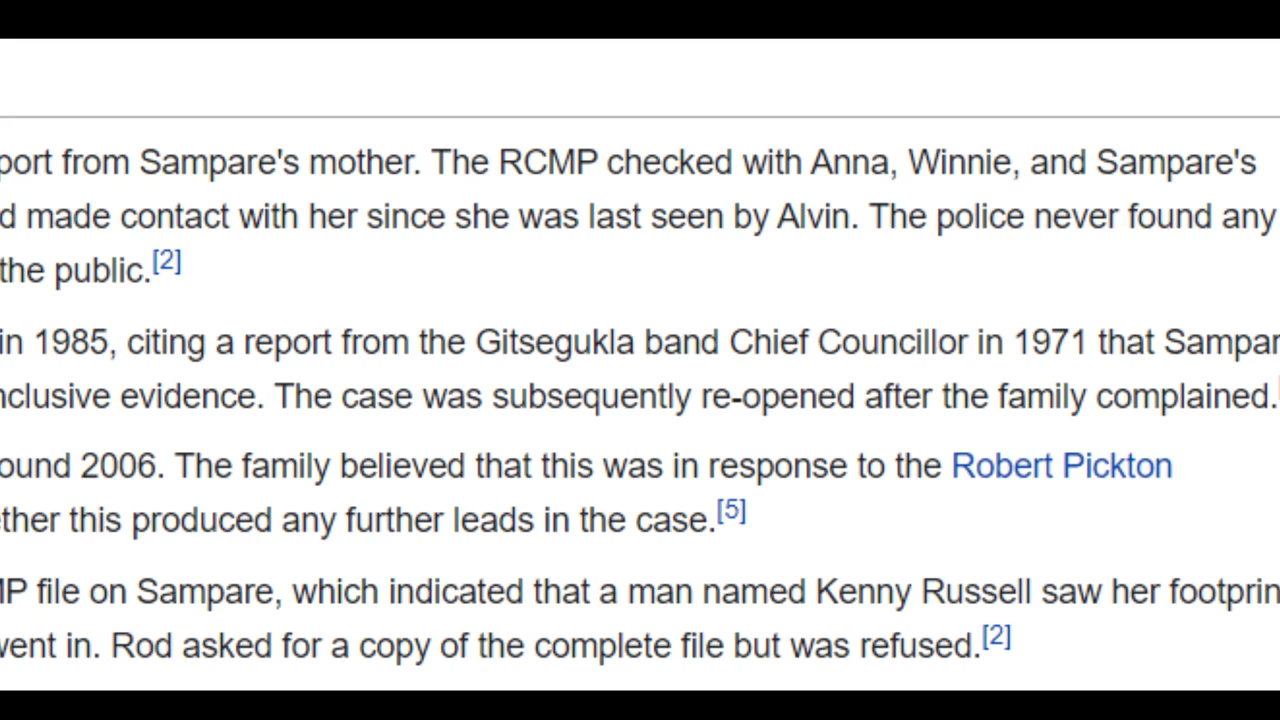 port from Sampare's mother. The RCMP checked with Anna, Winnie, and Sampare's
d made contact with her since she was last seen by Alvin. The police never found any
the public.[2]
in 1985, citing a report from the Gitsegukla band Chief Councillor in 1971 that Sampar
nclusive evidence. The case was subsequently re-opened after the family complained.
ound 2006. The family believed that this was in response to the Robert Pickton
ther this produced any further leads in the case.[5]
MP file on Sampare, which indicated that a man named Kenny Russell saw her footprin
went in. Rod asked for a copy of the complete file but was refused.[2]